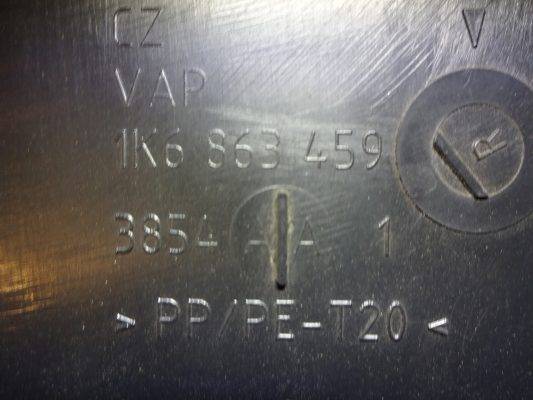 CZ
VAP
1K6 863 459
R
3854 A A 1
> PP/PE-T20 <